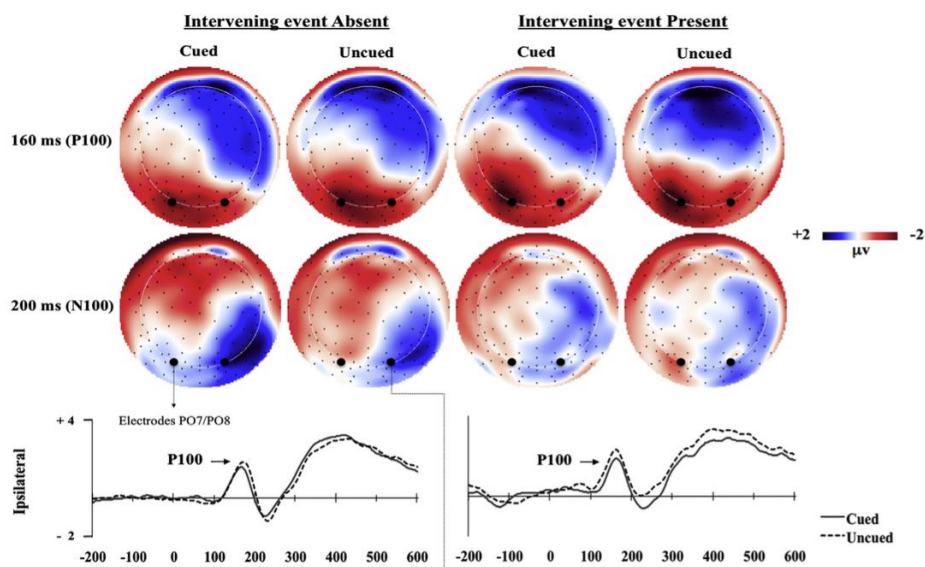 Intervening event Absent
Intervening event Present
Cued
Uncued
Cued
Uncued
160 ms (P100)
+2
-2
μv
200 ms (N100)
Electrodes PO7/PO8
+ 4
P100
P100
Ipsilateral
- 2
Cued
Uncued
-200 -100 0 100 200 300 400 500 600
-200 -100 0 100 200 300 400 500 600